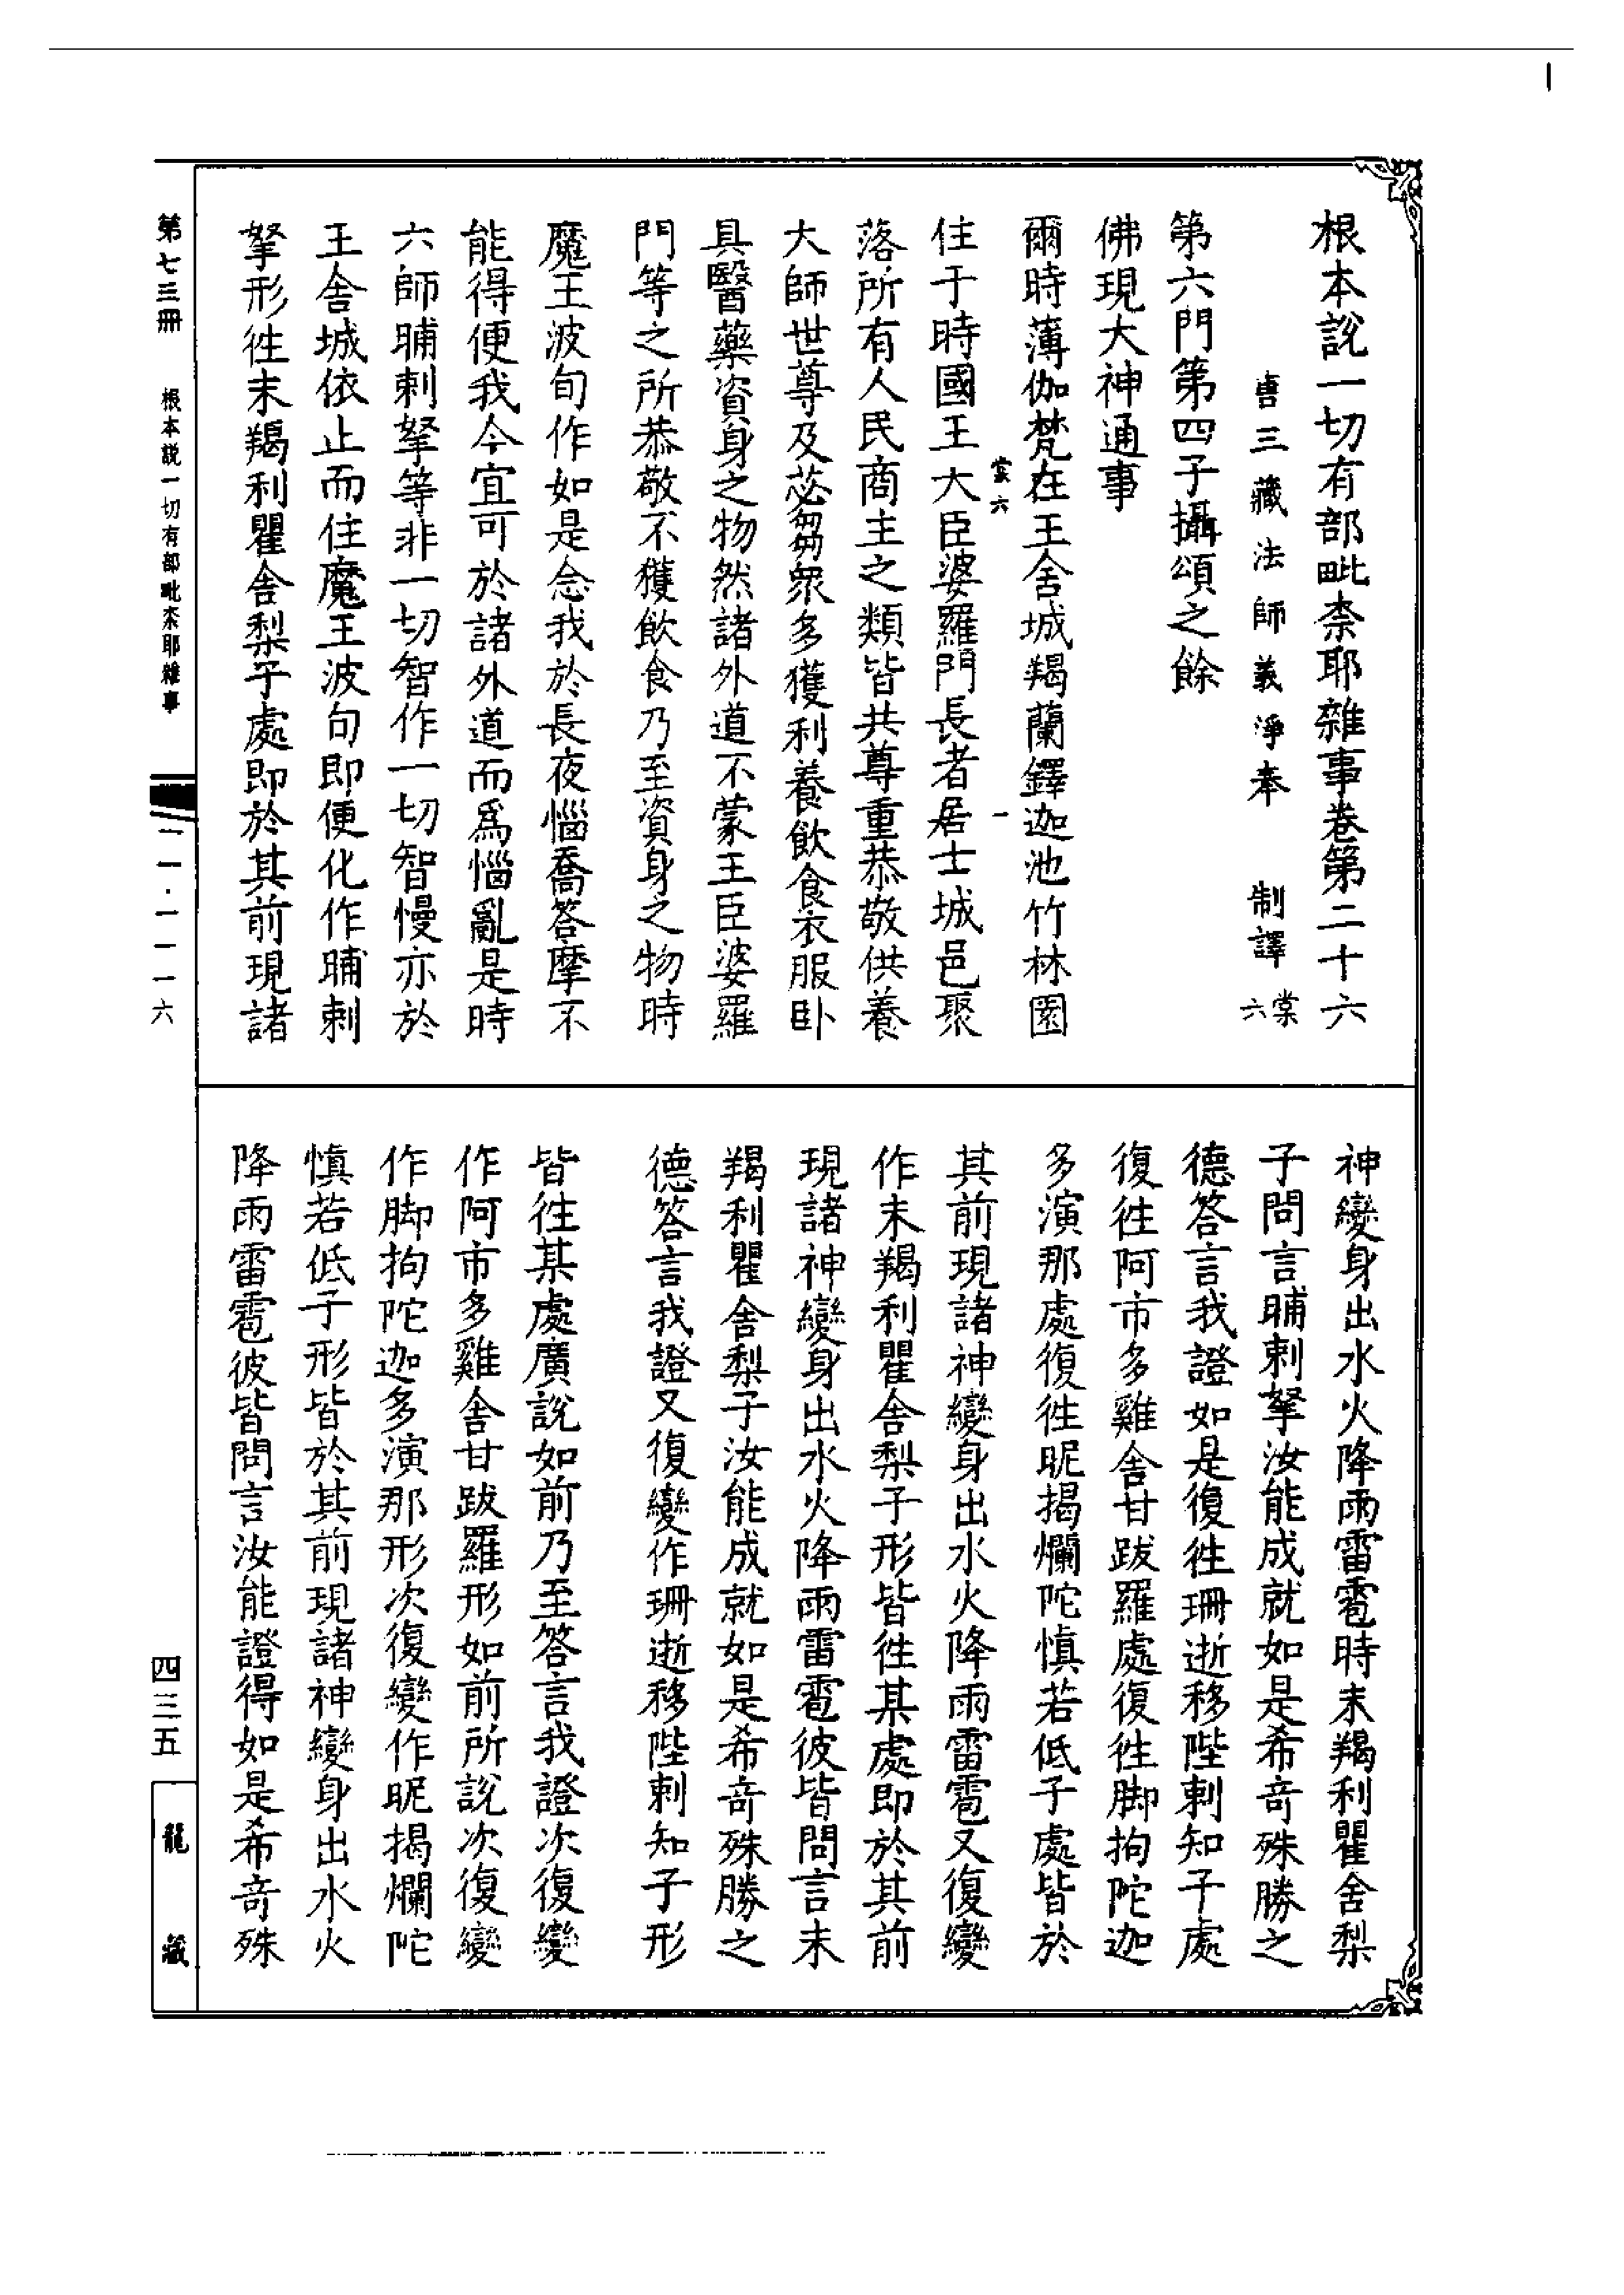 根本說一切有部毗柰耶雜事卷第二十六
唐三藏法師義淨奉 制譯 棠六
第六門第四子攝頌之餘
佛現大神通事
爾時薄伽梵在王舍城羯蘭鐸迦池竹林園
棠六 一
住于時國王大臣婆羅門長者居士城邑聚
落所有人民商主之類皆共尊重恭敬供養
大師世尊及苾芻衆多獲利養飲食衣服卧
具醫藥資身之物然諸外道不蒙王臣婆羅
門等之所恭敬不獲飲食乃至資身之物時
魔王波旬作如是念我於長夜惱喬答摩不
能得便我今宜可於諸外道而爲惱亂是時
六師晡剌拏等非一切智作一切智慢亦於
王舍城依止而住魔王波旬即便化作晡剌
拏形往末羯利瞿舍梨子處即於其前現諸
神變身出水火降雨雷雹時末羯利瞿舍梨
子問言晡剌拏汝能成就如是希奇殊勝之
德答言我證如是復往珊逝移陛剌知子處
復往阿市多雞舍甘跋羅處復往脚拘陀迦
多演那處復往昵揭爛陀慎若低子處皆於
其前現諸神變身出水火降雨雷雹又復變
作末羯利瞿舍梨子形皆往某處即於其前
現諸神變身出水火降雨雷雹彼皆問言末
羯利瞿舍梨子汝能成就如是希奇殊勝之
德答言我證又復變作珊逝移陛剌知子形
皆往某處廣說如前乃至答言我證次復變
作阿市多雞舍甘跋羅形如前所說次復變
作脚拘陀迦多演那形次復變作昵揭爛陀
慎若低子形皆於其前現諸神變身出水火
降雨雷雹彼皆問言汝能證得如是希奇殊
第七三冊 根本說一切有部毗柰耶雜事 一一·一一一六
四三五
龍藏